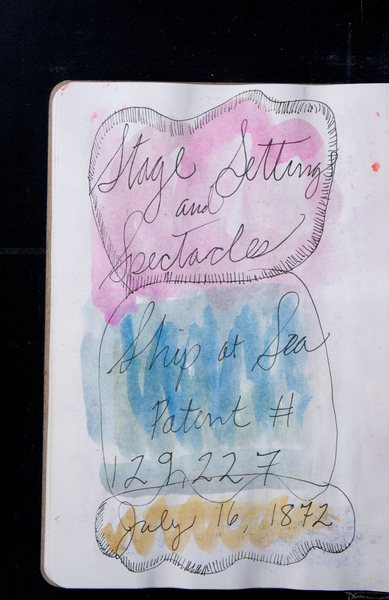 Stage Settings
and
Spectacles
Ship at Sea
Patent #
129,227
July 16, 1872